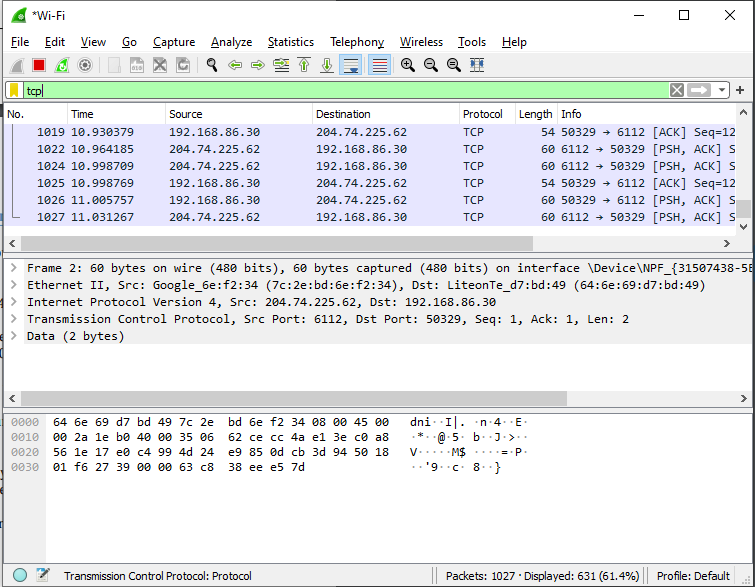 *Wi-Fi
File Edit View Go Capture Analyze Statistics Telephony Wireless Tools Help
tcp
No. Time Source Destination Protocol Length Info
1019 10.930379 192.168.86.30 204.74.225.62 TCP 54 50329 → 6112 [ACK] Seq=12
1022 10.964185 204.74.225.62 192.168.86.30 TCP 60 6112 → 50329 [PSH, ACK] S
1024 10.998709 204.74.225.62 192.168.86.30 TCP 60 6112 → 50329 [PSH, ACK] S
1025 10.998769 192.168.86.30 204.74.225.62 TCP 54 50329 → 6112 [ACK] Seq=12
1026 11.005757 192.168.86.30 204.74.225.62 TCP 60 50329 → 6112 [PSH, ACK] S
1027 11.031267 204.74.225.62 192.168.86.30 TCP 60 6112 → 50329 [PSH, ACK] S
Frame 2: 60 bytes on wire (480 bits), 60 bytes captured (480 bits) on interface \Device\NPF_{31507438-5E
Ethernet II, Src: Google_6e:f2:34 (7c:2e:bd:6e:f2:34), Dst: LiteonTe_d7:bd:49 (64:6e:69:d7:bd:49)
Internet Protocol Version 4, Src: 204.74.225.62, Dst: 192.168.86.30
Transmission Control Protocol, Src Port: 6112, Dst Port: 50329, Seq: 1, Ack: 1, Len: 2
Data (2 bytes)
0000 64 6e 69 d7 bd 49 7c 2e bd 6e f2 34 08 00 45 00 dni··I|. ·n·4··E·
0010 00 2a 1e b0 40 00 35 06 62 ce cc 4a e1 3e c0 a8 ·*··@·5· b··J·>··
0020 56 1e 17 e0 c4 99 4d 24 e9 85 0d cb 3d 94 50 18 V·····M$ ····=·P·
0030 01 f6 27 39 00 00 63 c8 38 ee e5 7d ··'9··c· 8··}
Transmission Control Protocol: Protocol Packets: 1027 · Displayed: 631 (61.4%) Profile: Default